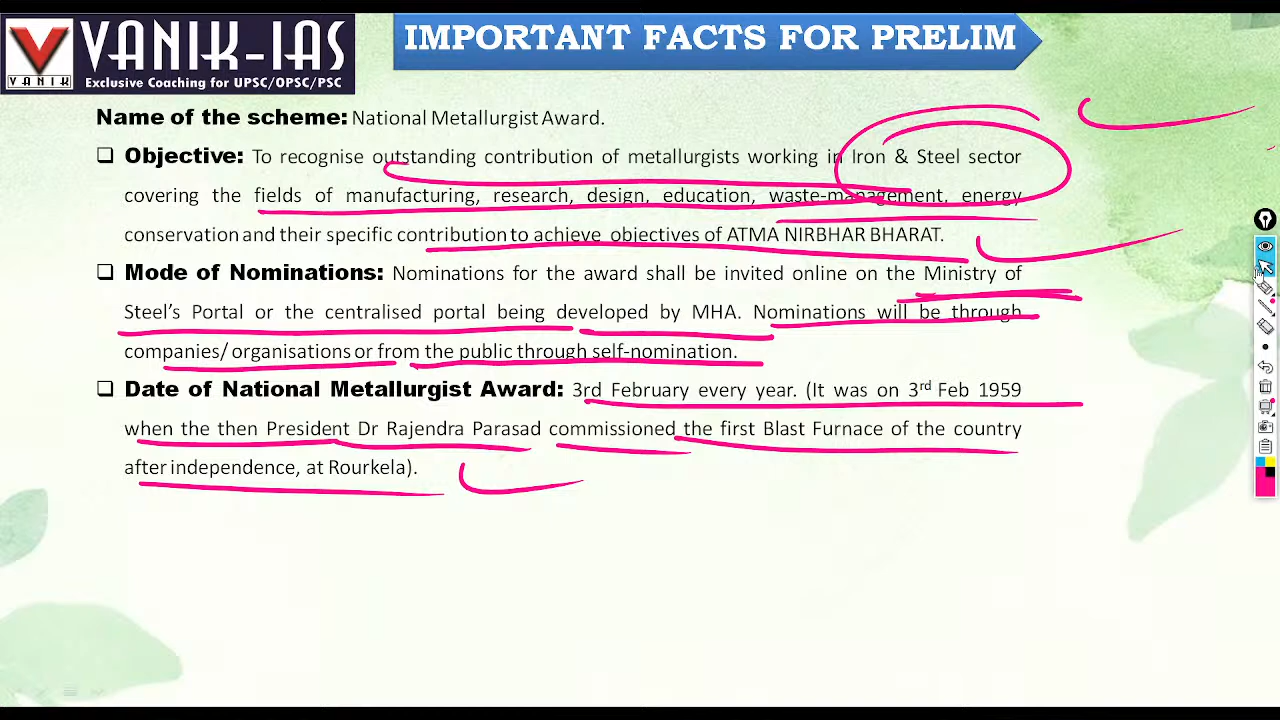 VANIK-IAS
VANIK
Exclusive Coaching for UPSC/OPSC/PSC
IMPORTANT FACTS FOR PRELIM
Name of the scheme: National Metallurgist Award.
Objective: To recognise outstanding contribution of metallurgists working in Iron & Steel sector
covering the fields of manufacturing, research, design, education, waste-management, energy
conservation and their specific contribution to achieve objectives of ATMA NIRBHAR BHARAT.
Mode of Nominations: Nominations for the award shall be invited online on the Ministry of
Steel's Portal or the centralised portal being developed by MHA. Nominations will be through
companies/ organisations or from the public through self-nomination.
Date of National Metallurgist Award: 3rd February every year. (It was on 3rd Feb 1959
when the then President Dr Rajendra Parasad commissioned the first Blast Furnace of the country
after independence, at Rourkela).